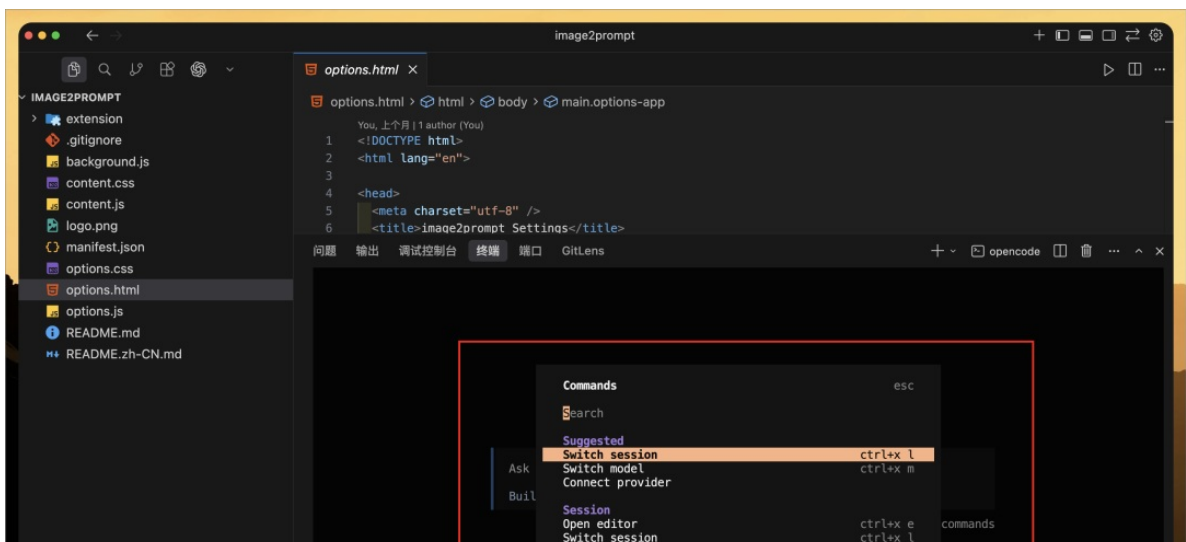 image2prompt
IMAGE2PROMPT
extension
.gitignore
background.js
content.css
content.js
logo.png
manifest.json
options.css
options.html
options.js
README.md
README.zh-CN.md
options.html
options.html › html › body › main.options-app
You, 上个月 | 1 author (You)
1 <!DOCTYPE html>
2 <html lang="en">
3
4 <head>
5 <meta charset="utf-8" />
6 <title>image2prompt Settings</title>
问题 输出 调试控制台 终端 端口 GitLens opencode
Commands esc
Search
Suggested
Switch session ctrl+x l
Ask Switch model ctrl+x m
Connect provider
Buil
Session
Open editor ctrl+x e commands
Switch session ctrl+x l